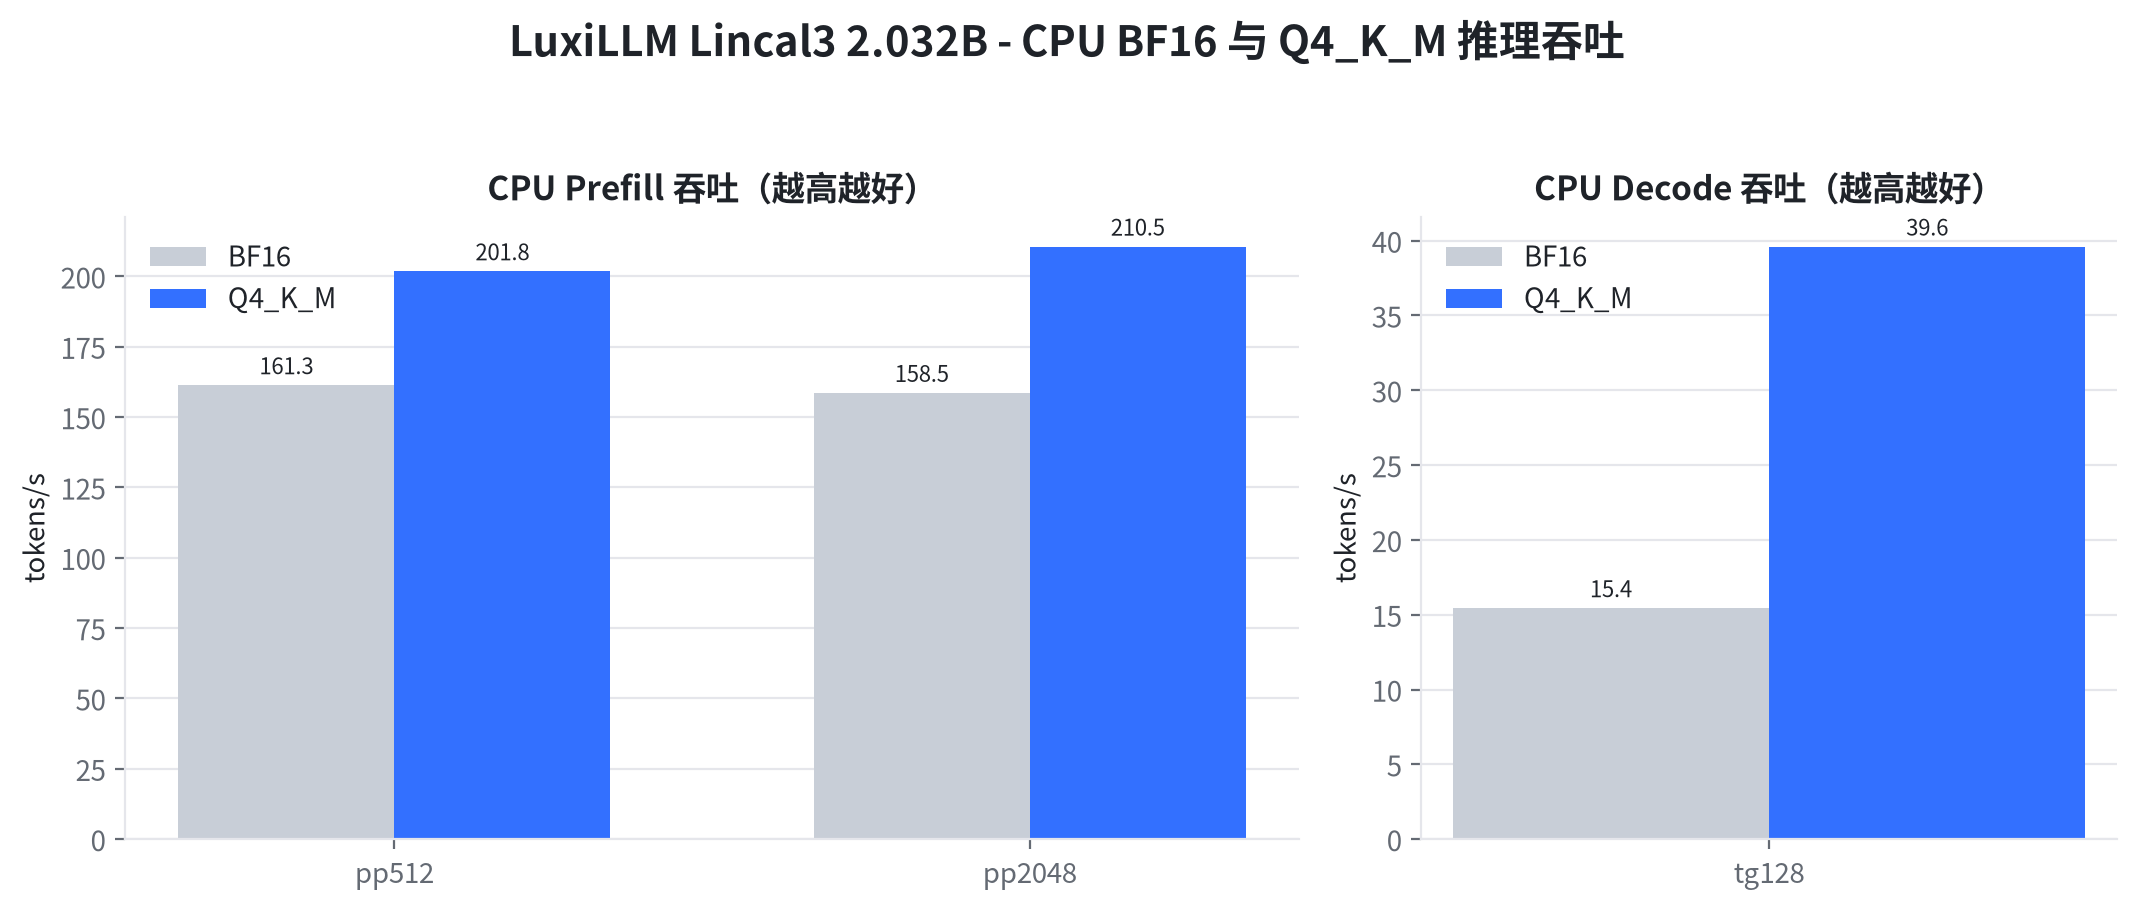 LuxiLLM Lincal3 2.032B - CPU BF16 与 Q4_K_M 推理吞吐
CPU Prefill 吞吐（越高越好）
BF16
Q4_K_M
161.3
201.8
158.5
210.5
200
175
150
125
100
75
50
25
0
tokens/s
pp512
pp2048
CPU Decode 吞吐（越高越好）
BF16
Q4_K_M
15.4
39.6
40
35
30
25
20
15
10
5
0
tokens/s
tg128